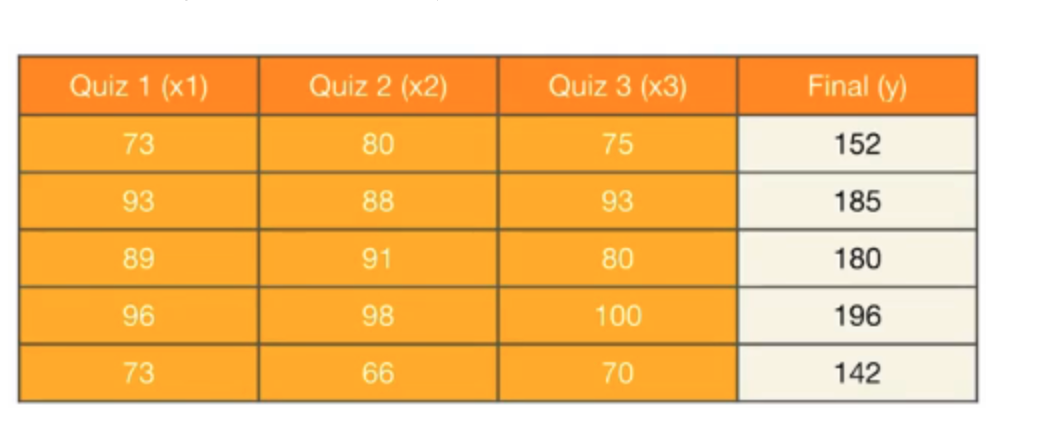 Quiz 1 (x1) Quiz 2 (x2) Quiz 3 (x3) Final (y)
73 80 75 152
93 88 93 185
89 91 80 180
96 98 100 196
73 66 70 142